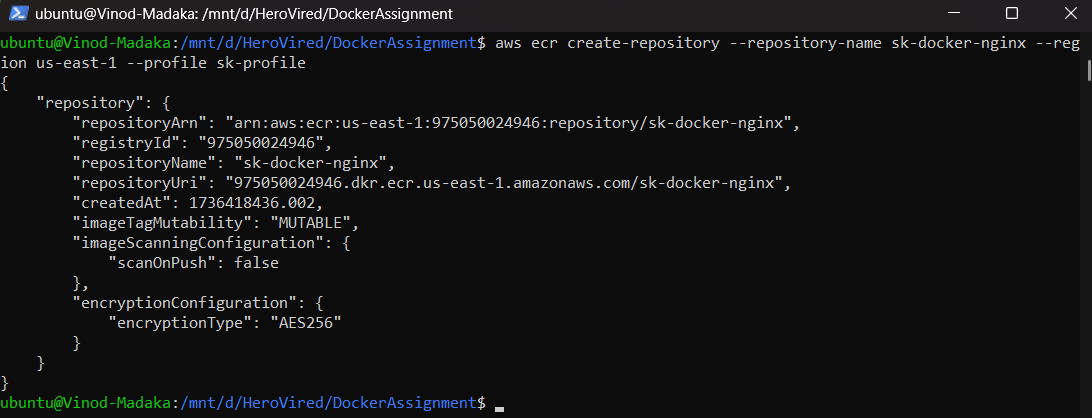 ubuntu@Vinod-Madaka: /mnt/d/HeroVired/DockerAssignment
ubuntu@Vinod-Madaka:/mnt/d/HeroVired/DockerAssignment$ aws ecr create-repository --repository-name sk-docker-nginx --reg
ion us-east-1 --profile sk-profile
{
    "repository": {
        "repositoryArn": "arn:aws:ecr:us-east-1:975050024946:repository/sk-docker-nginx",
        "registryId": "975050024946",
        "repositoryName": "sk-docker-nginx",
        "repositoryUri": "975050024946.dkr.ecr.us-east-1.amazonaws.com/sk-docker-nginx",
        "createdAt": 1736418436.002,
        "imageTagMutability": "MUTABLE",
        "imageScanningConfiguration": {
            "scanOnPush": false
        },
        "encryptionConfiguration": {
            "encryptionType": "AES256"
        }
    }
}
ubuntu@Vinod-Madaka:/mnt/d/HeroVired/DockerAssignment$